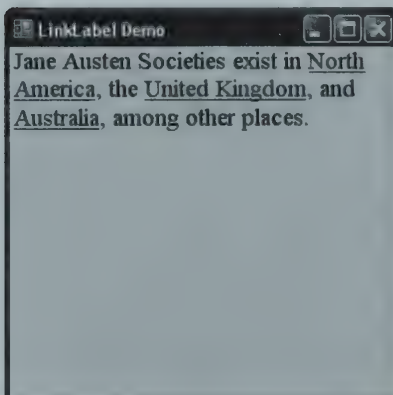 LinkLabel Demo
Jane Austen Societies exist in North
America, the United Kingdom, and
Australia, among other places.